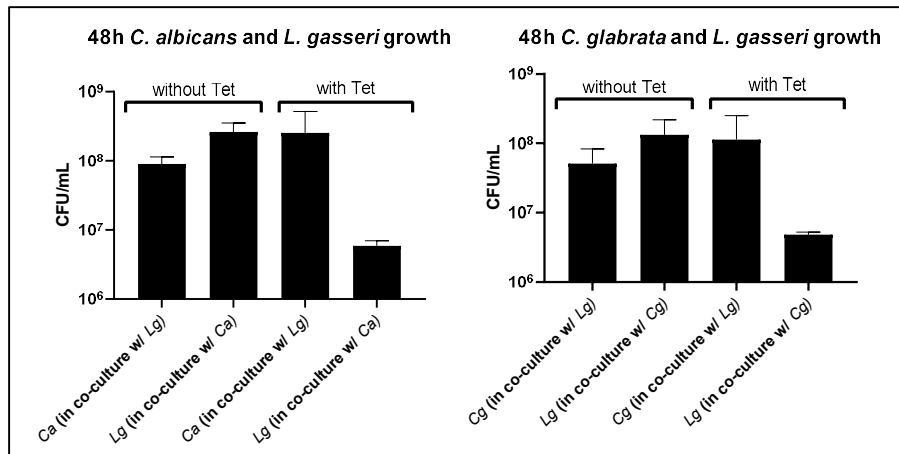 48h C. albicans and L. gasseri growth
without Tet
with Tet
CFU/mL
10⁹
10⁸
10⁷
10⁶
Ca (in co-culture w/ Lg)
Lg (in co-culture w/ Ca)
Ca (in co-culture w/ Lg)
Lg (in co-culture w/ Ca)
48h C. glabrata and L. gasseri growth
without Tet
with Tet
CFU/mL
10⁹
10⁸
10⁷
10⁶
Cg (in co-culture w/ Lg)
Lg (in co-culture w/ Cg)
Cg (in co-culture w/ Lg)
Lg (in co-culture w/ Cg)